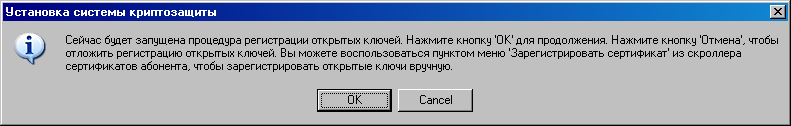 Установка системы криптозащиты
Сейчас будет запущена процедура регистрации открытых ключей. Нажмите кнопку 'ОК' для продолжения. Нажмите кнопку 'Отмена', чтобы
отложить регистрацию открытых ключей. Вы можете воспользоваться пунктом меню 'Зарегистрировать сертификат' из скроллера
сертификатов абонента, чтобы зарегистрировать открытые ключи вручную.
OK
Cancel